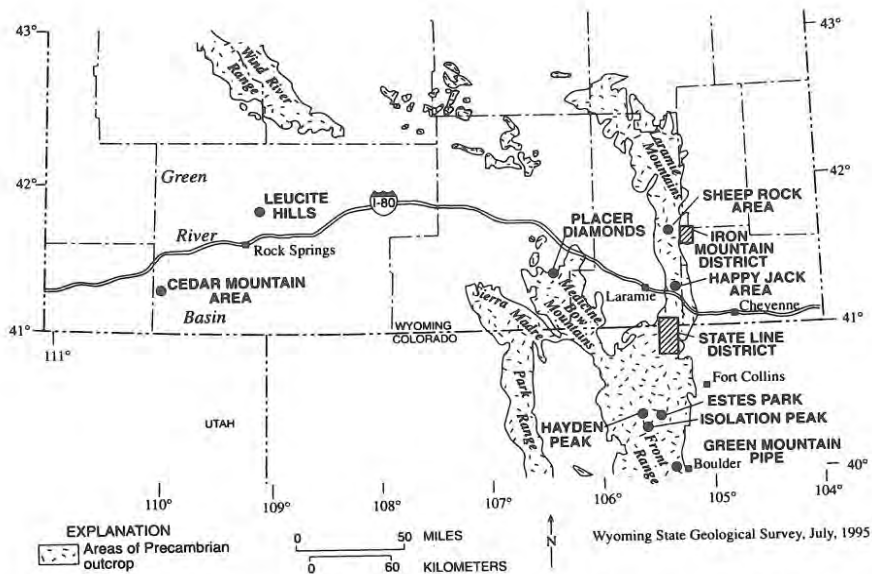 43°
43°
Wind River
Range
Laramie
Mountains
Green
42°
42°
LEUCITE
HILLS
I-80
SHEEP ROCK
AREA
PLACER
DIAMONDS
IRON
MOUNTAIN
DISTRICT
River
Rock Springs
HAPPY JACK
AREA
CEDAR MOUNTAIN
AREA
Laramie
Cheyenne
Medicine
Bow
Mountains
Sierra
Madre
Basin
41°
WYOMING
COLORADO
41°
111°
STATE LINE
DISTRICT
Fort Collins
Park
Range
ESTES PARK
UTAH
HAYDEN
PEAK
ISOLATION PEAK
Front
Range
GREEN MOUNTAIN
PIPE
Boulder
40°
110°
109°
108°
107°
106°
105°
104°
EXPLANATION
Areas of Precambrian
outcrop
0 50 MILES
0 60 KILOMETERS
N
Wyoming State Geological Survey, July, 1995